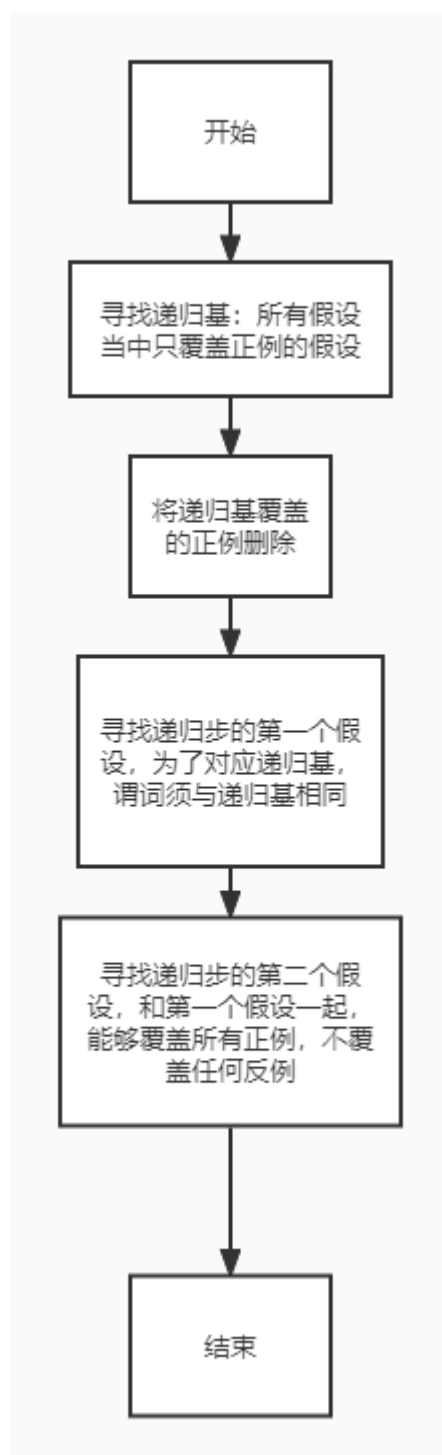 开始
寻找递归基：所有假设
当中只覆盖正例的假设
将递归基覆盖
的正例删除
寻找递归步的第一个假
设，为了对应递归基，
谓词须与递归基相同
寻找递归步的第二个假
设，和第一个假设一起，
能够覆盖所有正例，不覆
盖任何反例
结束